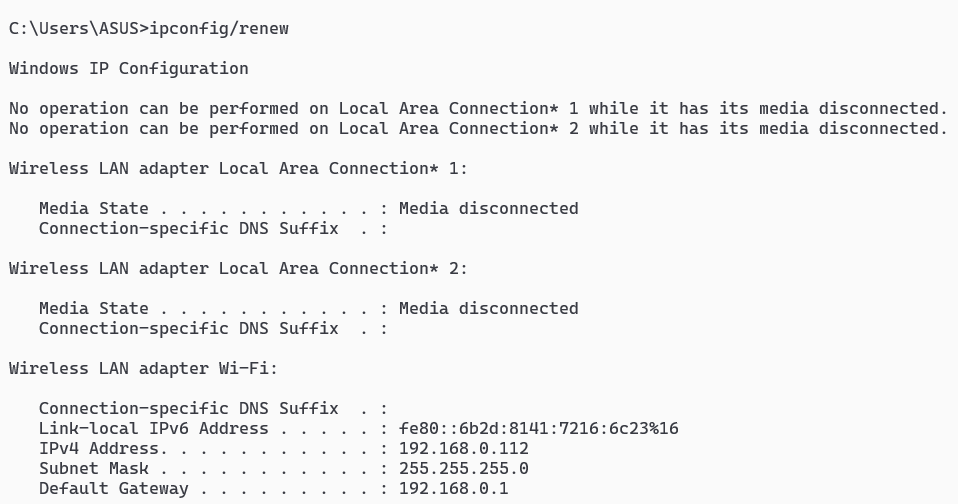 C:\Users\ASUS>ipconfig/renew
Windows IP Configuration
No operation can be performed on Local Area Connection* 1 while it has its media disconnected.
No operation can be performed on Local Area Connection* 2 while it has its media disconnected.
Wireless LAN adapter Local Area Connection* 1:
   Media State . . . . . . . . . . . : Media disconnected
   Connection-specific DNS Suffix  . :
Wireless LAN adapter Local Area Connection* 2:
   Media State . . . . . . . . . . . : Media disconnected
   Connection-specific DNS Suffix  . :
Wireless LAN adapter Wi-Fi:
   Connection-specific DNS Suffix  . :
   Link-local IPv6 Address . . . . . : fe80::6b2d:8141:7216:6c23%16
   IPv4 Address. . . . . . . . . . . : 192.168.0.112
   Subnet Mask . . . . . . . . . . . : 255.255.255.0
   Default Gateway . . . . . . . . . : 192.168.0.1